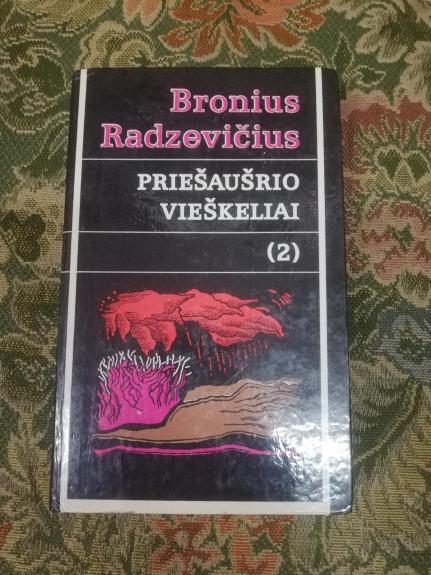 Bronius
Radzevičius
PRIEŠAUŠRIO
VIEŠKELIAI
(2)